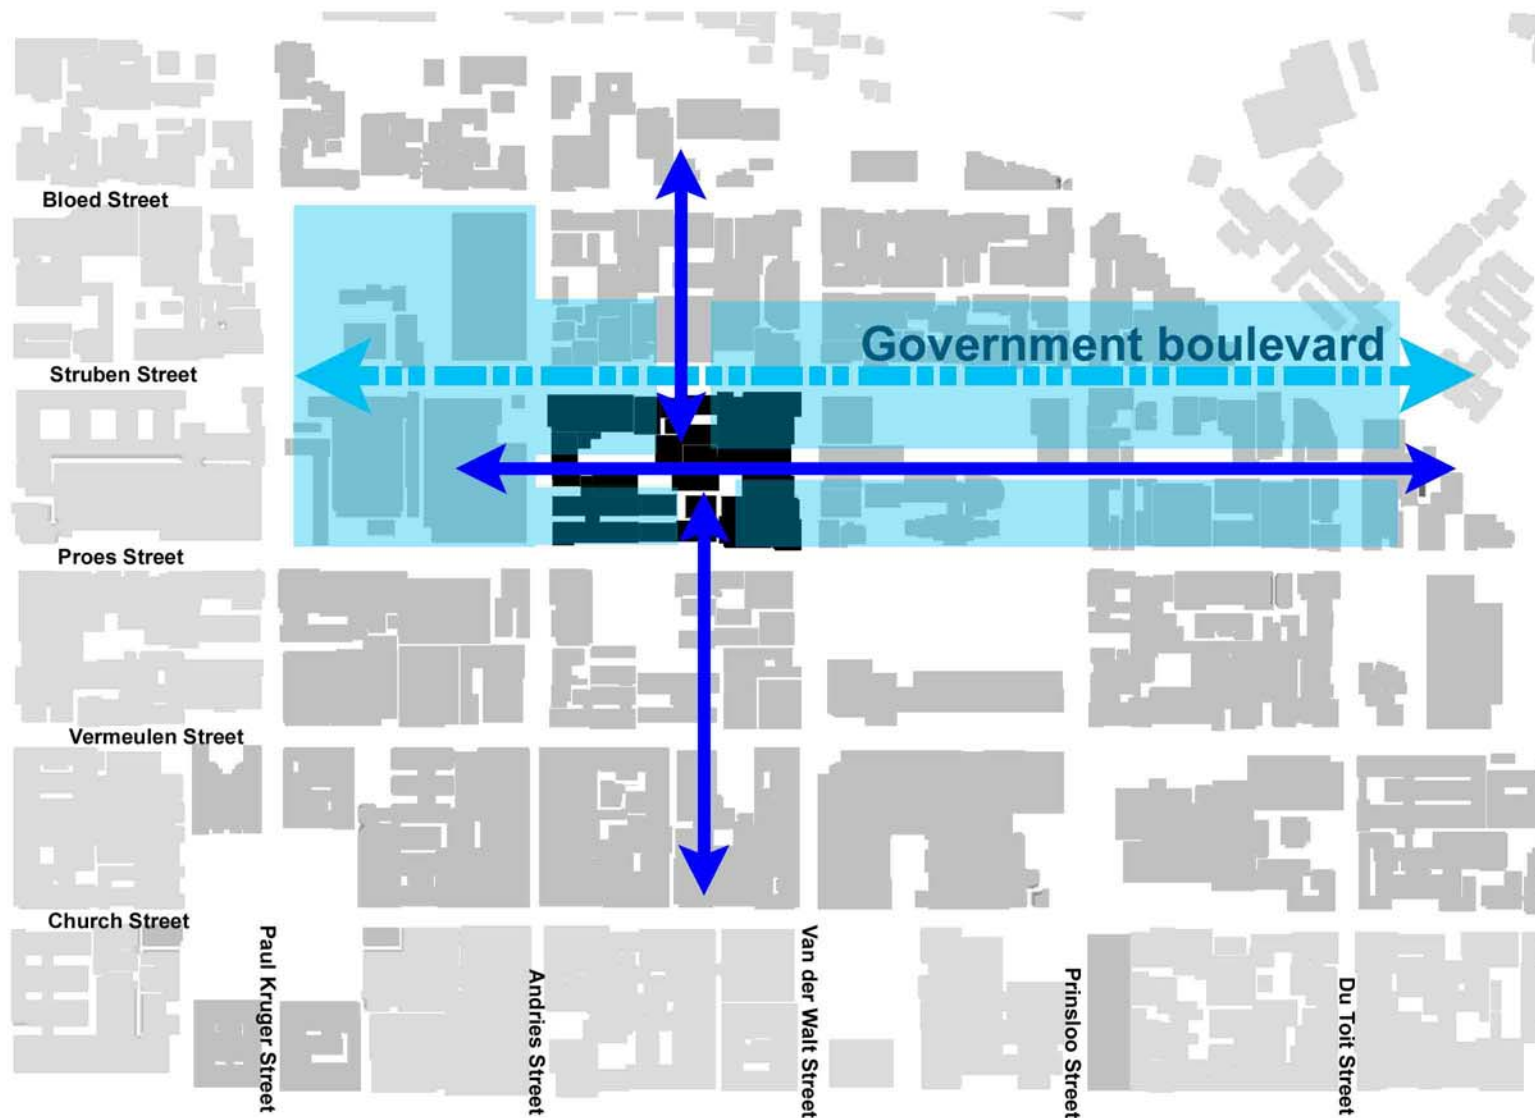 Bloed Street
Government boulevard
Struben Street
Proes Street
Vermeulen Street
Church Street
Paul Kruger Street
Andries Street
Van der Walt Street
Prinsloo Street
Du Toit Street